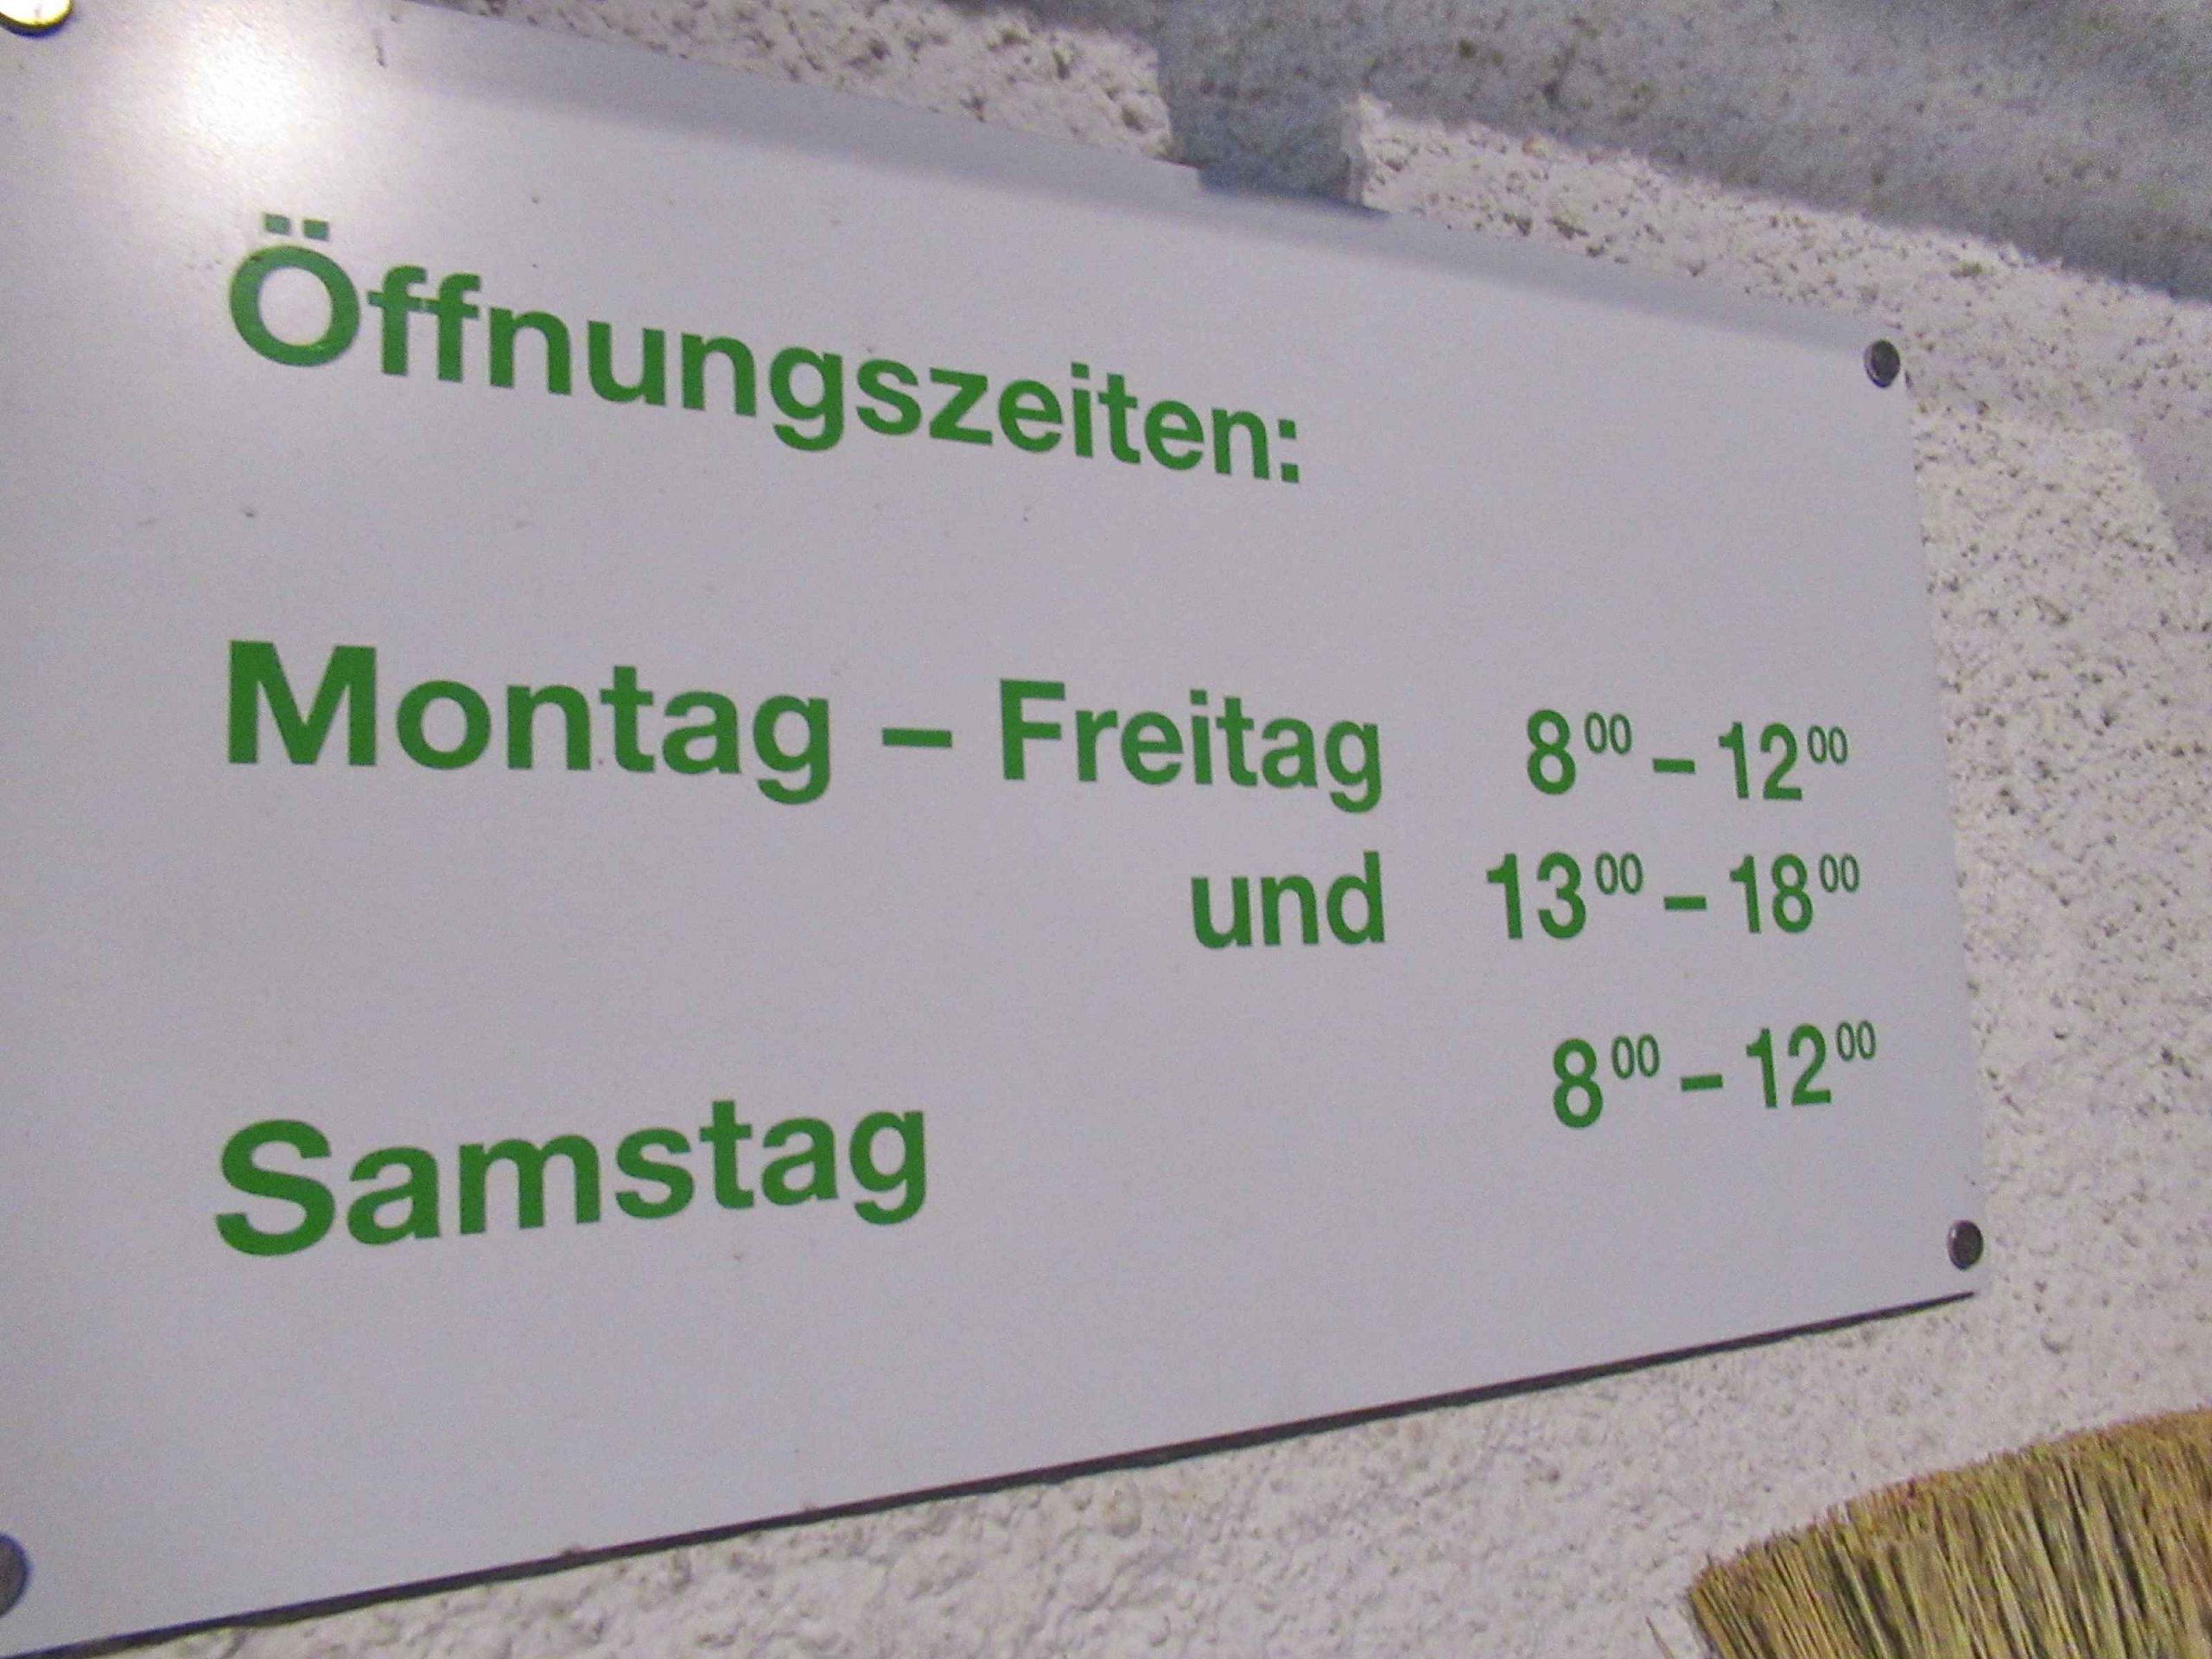 Öffnungszeiten:
Montag – Freitag 8⁰⁰ – 12⁰⁰
und 13⁰⁰ – 18⁰⁰
Samstag 8⁰⁰ – 12⁰⁰